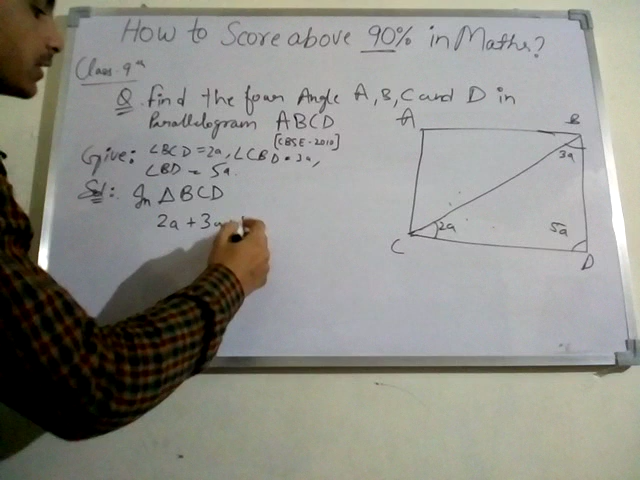 How to Score above 90% in Maths?
Class. 9th
Q. Find the four Angle A, B, C and D in
Parallelogram ABCD
[CBSE-2010]
Give: ∠BCD = 2a, ∠CBD = 3a,
∠BD = 5a.
Sol: In △BCD
2a + 3a
A
B
3a
C
2a
5a
D